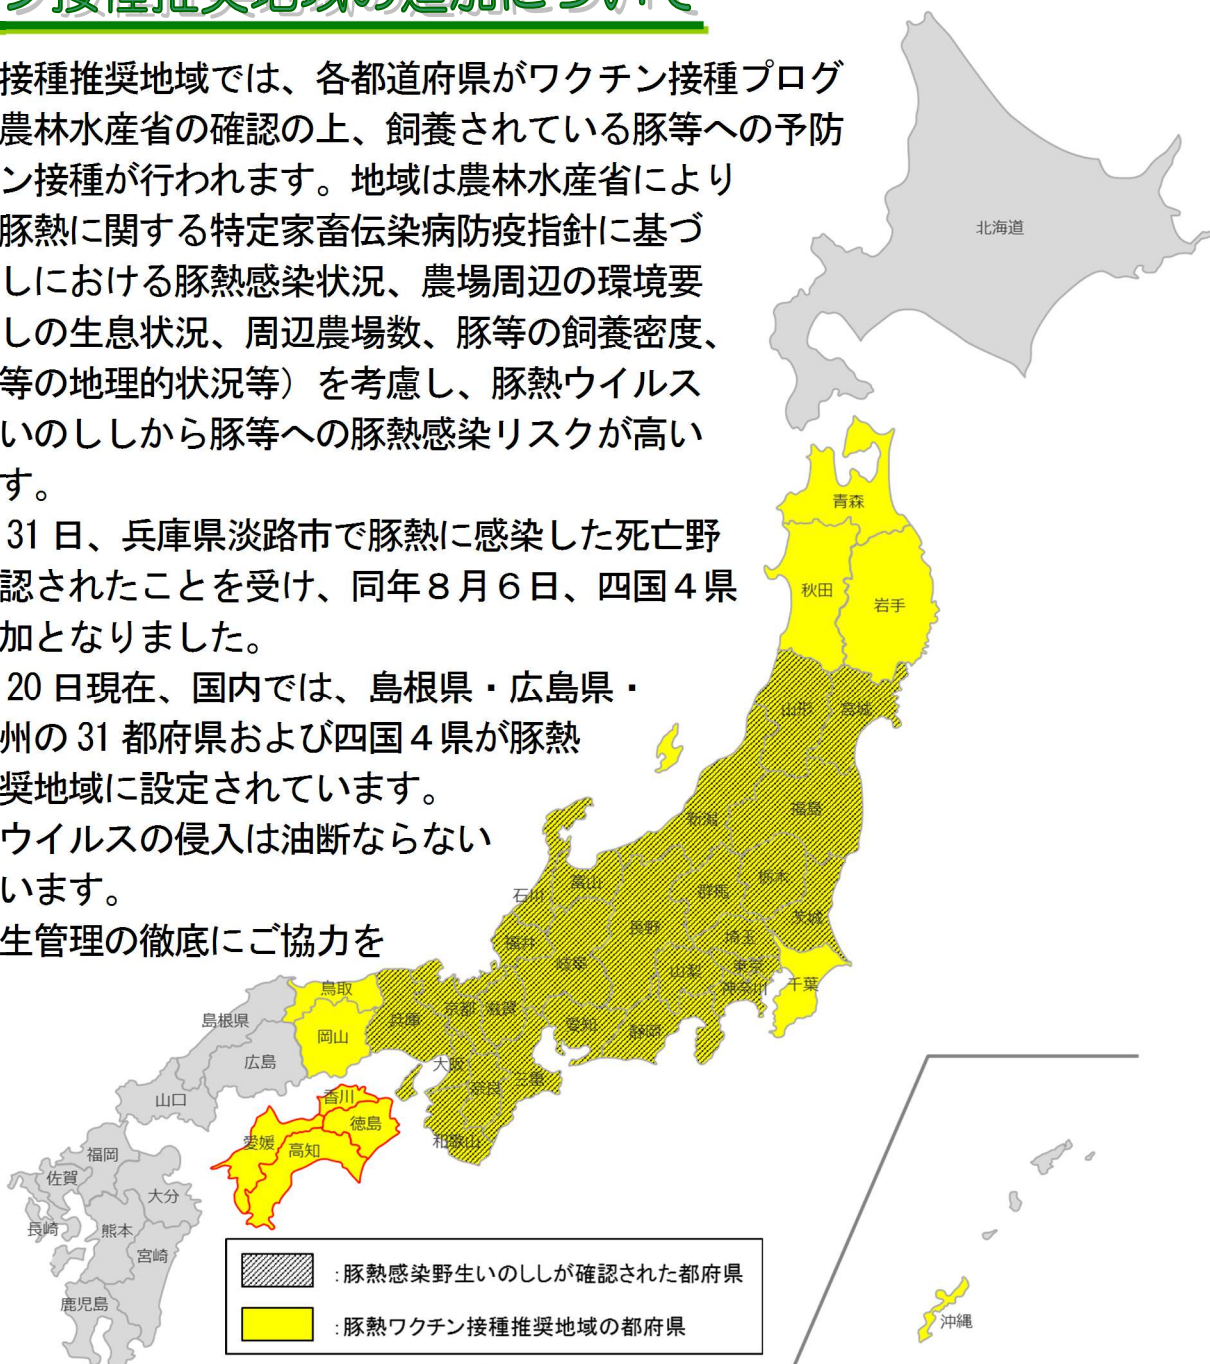 ン接種推奨地域の追加について
接種推奨地域では、各都道府県がワクチン接種プログ
農林水産省の確認の上、飼養されている豚等への予防
ン接種が行われます。地域は農林水産省により
豚熱に関する特定家畜伝染病防疫指針に基づ
しにおける豚熱感染状況、農場周辺の環境要
しの生息状況、周辺農場数、豚等の飼養密度、
等の地理的状況等）を考慮し、豚熱ウイルス
いのししから豚等への豚熱感染リスクが高い
す。
31 日、兵庫県淡路市で豚熱に感染した死亡野
認されたことを受け、同年８月６日、四国４県
加となりました。
20 日現在、国内では、島根県・広島県・
州の 31 都府県および四国４県が豚熱
奨地域に設定されています。
ウイルスの侵入は油断ならない
います。
生管理の徹底にご協力を
北海道
青森
秋田
岩手
山形
宮城
新潟
福島
富山
石川
群馬
栃木
茨城
長野
埼玉
福井
岐阜
山梨
東京
神奈川
千葉
鳥取
島根県
岡山
広島
兵庫
京都
滋賀
愛知
静岡
大阪
奈良
三重
和歌山
山口
香川
徳島
愛媛
高知
福岡
佐賀
大分
長崎
熊本
宮崎
鹿児島
沖縄
:豚熱感染野生いのししが確認された都府県
:豚熱ワクチン接種推奨地域の都府県